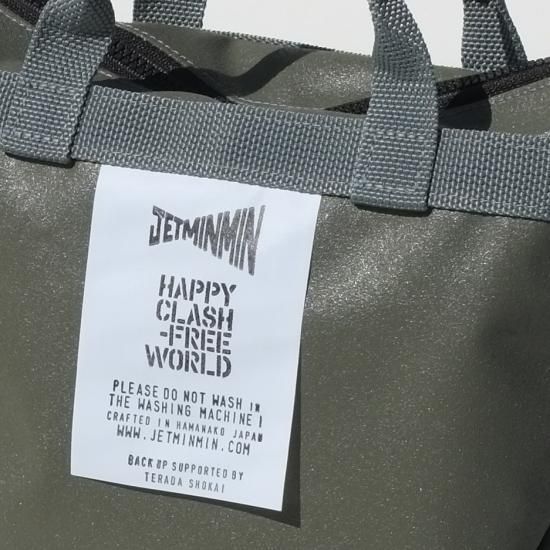 JETMINMIN
HAPPY
CLASH
-FREE
WORLD
PLEASE DO NOT WASH IN
THE WASHING MACHINE!
CRAFTED IN HAMANAKO JAPAN
WWW.JETMINMIN.COM
BACK UP SUPPORTED BY
TERADA SHOKAI